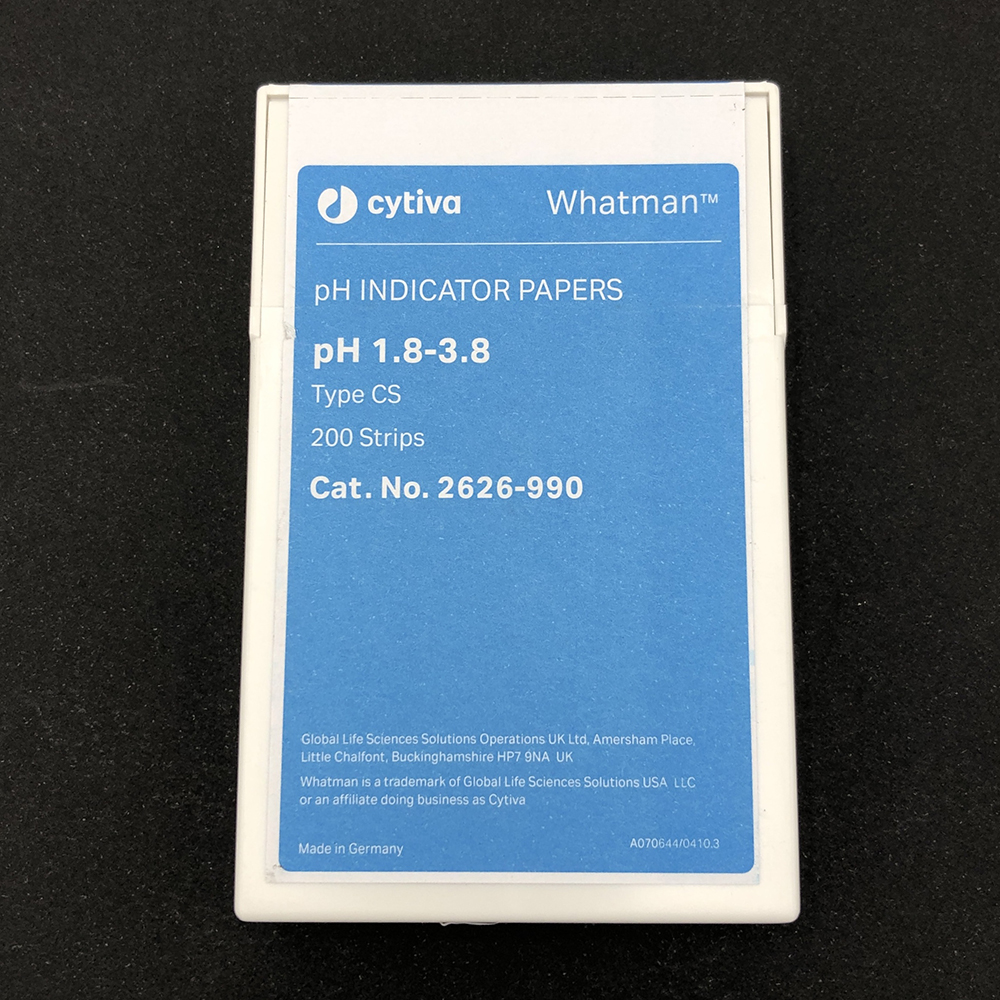 cytiva Whatman™
pH INDICATOR PAPERS
pH 1.8-3.8
Type CS
200 Strips
Cat. No. 2626-990
Global Life Sciences Solutions Operations UK Ltd, Amersham Place,
Little Chalfont, Buckinghamshire HP7 9NA UK
Whatman is a trademark of Global Life Sciences Solutions USA LLC
or an affiliate doing business as Cytiva
Made in Germany A070644/0410.3